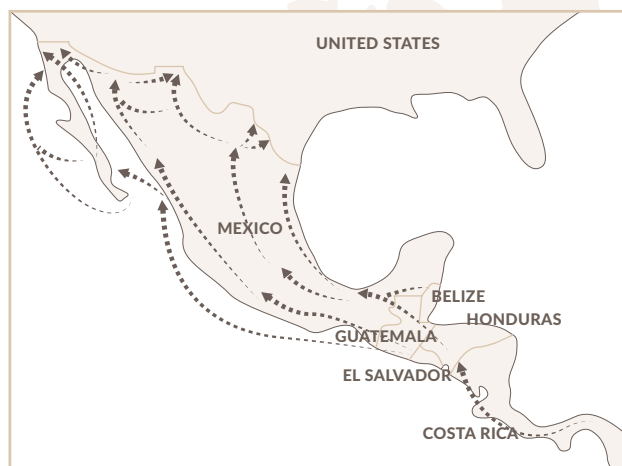 UNITED STATES
MEXICO
BELIZE
HONDURAS
GUATEMALA
EL SALVADOR
COSTA RICA